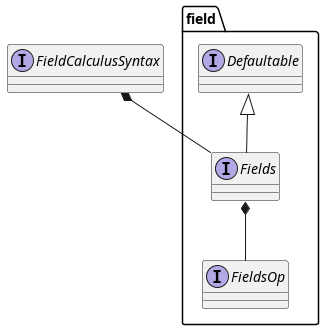 field
I FieldCalculusSyntax
I Defaultable
I Fields
I FieldsOp